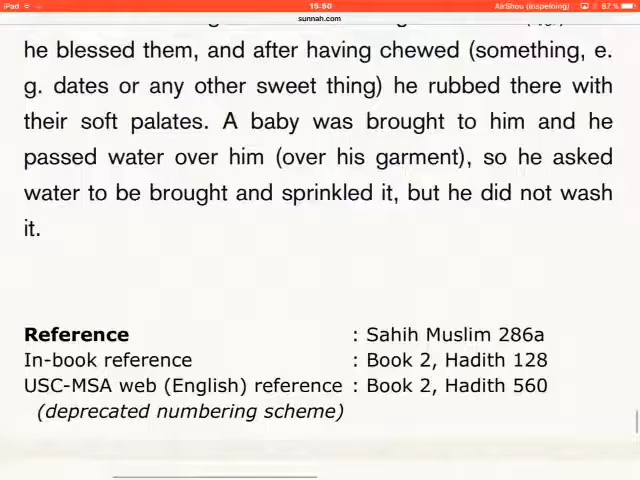 iPad
15:50
AirShou (inspeloing)
87 %
sunnah.com
he blessed them, and after having chewed (something, e.
g. dates or any other sweet thing) he rubbed there with
their soft palates. A baby was brought to him and he
passed water over him (over his garment), so he asked
water to be brought and sprinkled it, but he did not wash
it.
Reference : Sahih Muslim 286a
In-book reference : Book 2, Hadith 128
USC-MSA web (English) reference : Book 2, Hadith 560
(deprecated numbering scheme)